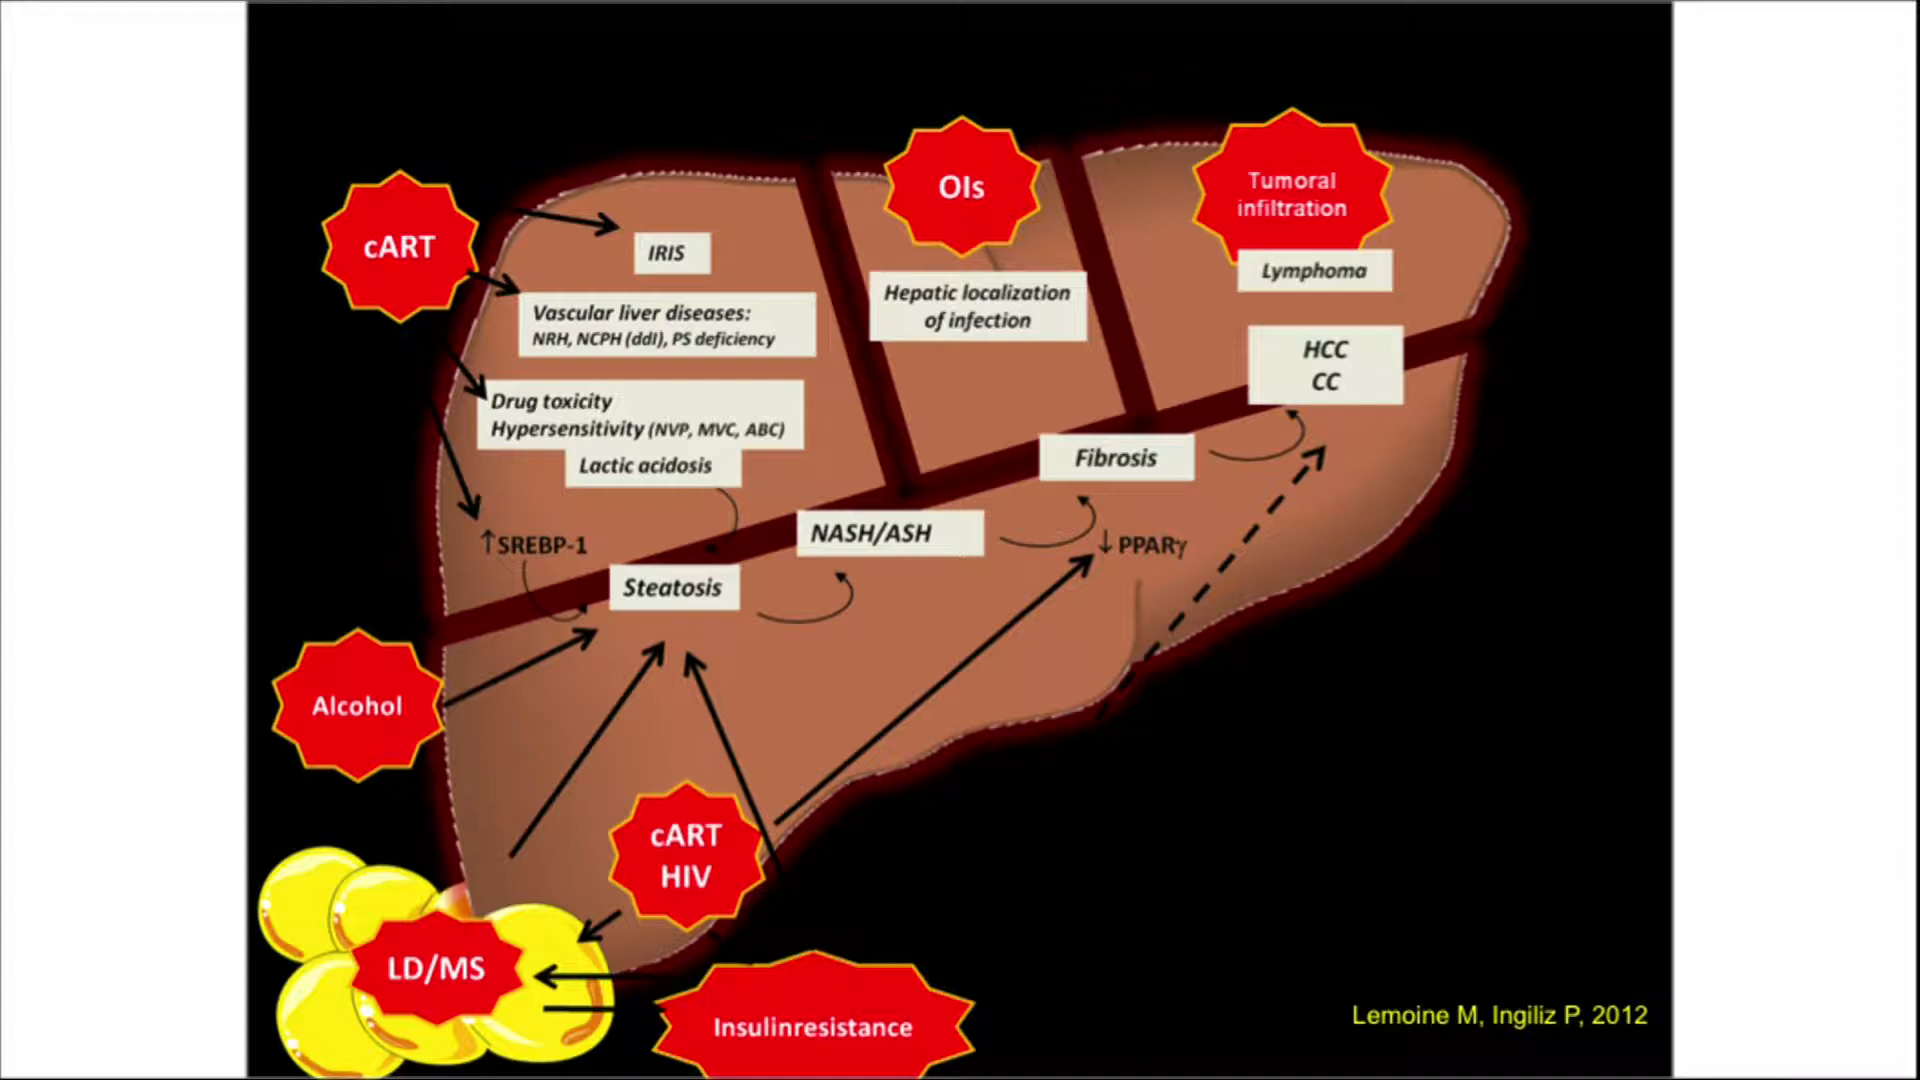 cART
OIs
Tumoral
infiltration
IRIS
Lymphoma
Vascular liver diseases:
NRH, NCPH (ddI), PS deficiency
Hepatic localization
of infection
HCC
CC
Drug toxicity
Hypersensitivity (NVP, MVC, ABC)
Lactic acidosis
Fibrosis
NASH/ASH
↑SREBP-1
↓ PPARγ
Steatosis
Alcohol
cART
HIV
LD/MS
Insulinresistance
Lemoine M, Ingiliz P, 2012